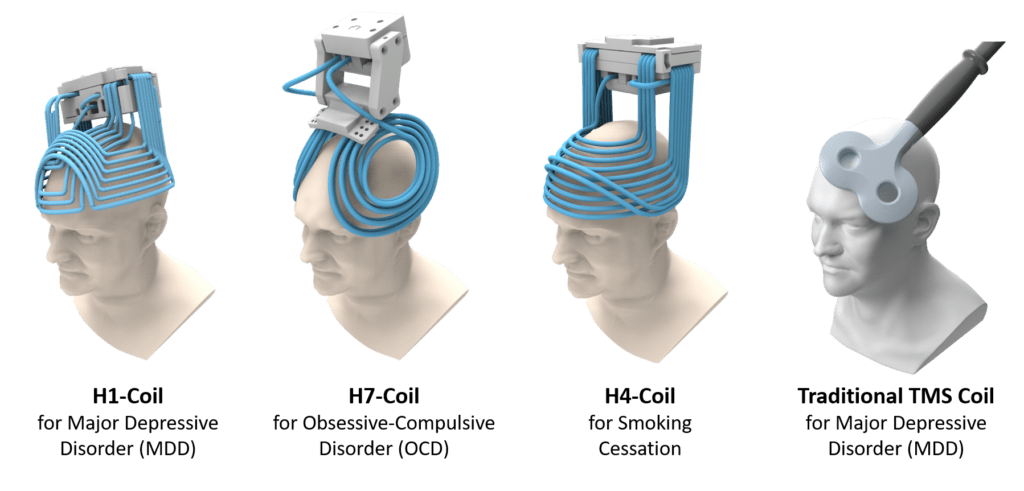 H1-Coil
for Major Depressive
Disorder (MDD)
H7-Coil
for Obsessive-Compulsive
Disorder (OCD)
H4-Coil
for Smoking
Cessation
Traditional TMS Coil
for Major Depressive
Disorder (MDD)